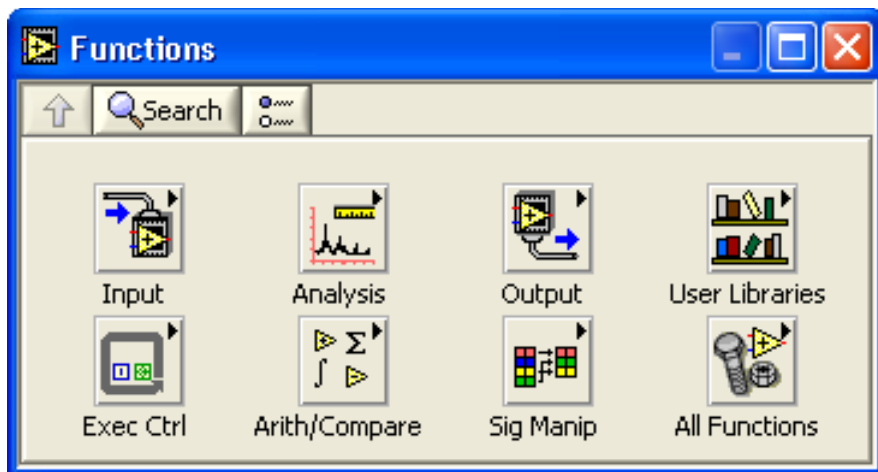 Functions
Search
Input Analysis Output User Libraries
Exec Ctrl Arith/Compare Sig Manip All Functions